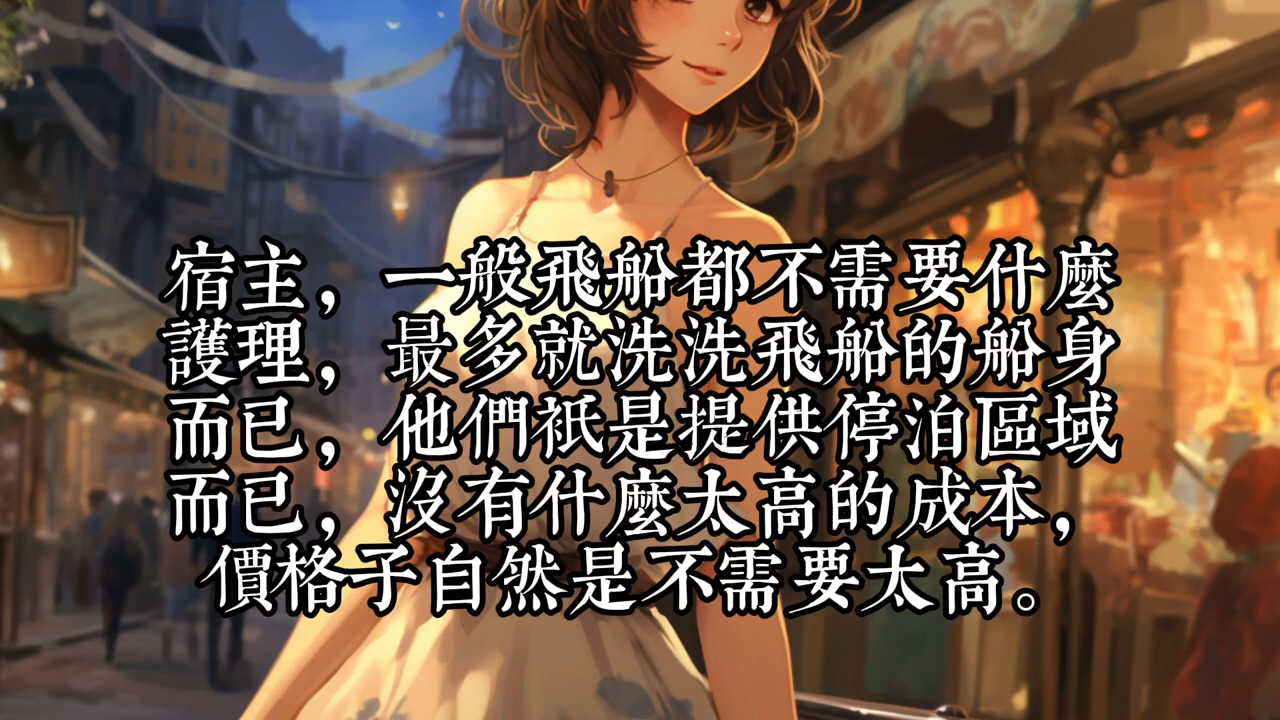 宿主，一般飛船都不需要什麼
護理，最多就洗洗飛船的船身
而已，他們衹是提供停泊區域
而已，沒有什麼太高的成本，
價格子自然是不需要太高。